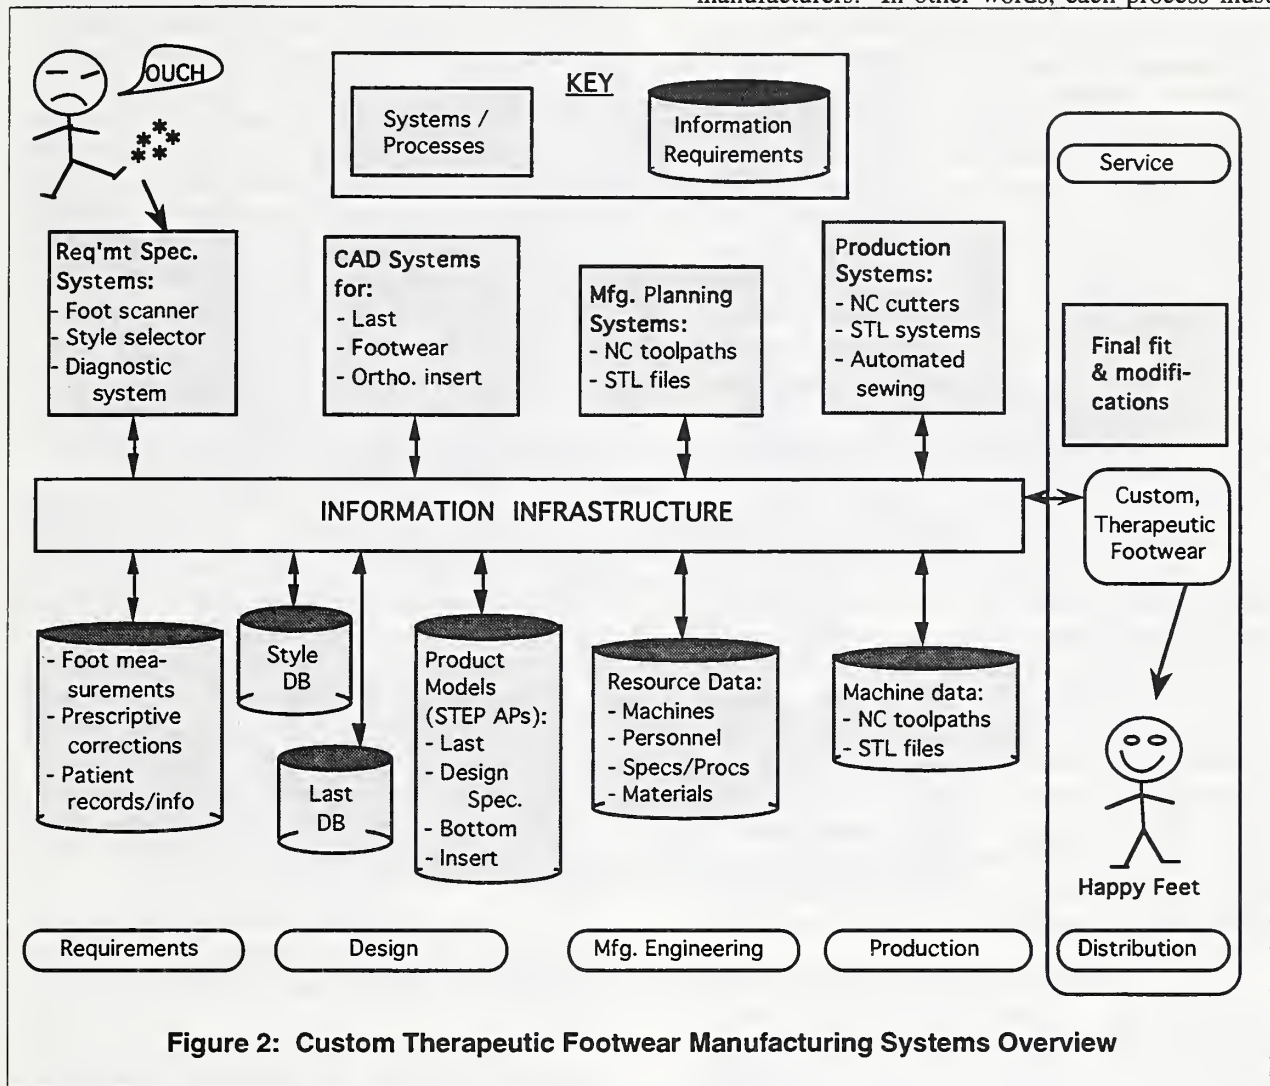 manufacturers. In other words, each process must
OUCH
KEY
Systems /
Processes
Information
Requirements
Service
Req'mt Spec.
Systems:
- Foot scanner
- Style selector
- Diagnostic
system
CAD Systems
for:
- Last
- Footwear
- Ortho. insert
Mfg. Planning
Systems:
- NC toolpaths
- STL files
Production
Systems:
- NC cutters
- STL systems
- Automated
sewing
Final fit
& modifi-
cations
INFORMATION INFRASTRUCTURE
Custom,
Therapeutic
Footwear
- Foot mea-
surements
- Prescriptive
corrections
- Patient
records/info
Style
DB
Last
DB
Product
Models
(STEP APs):
- Last
- Design
Spec.
- Bottom
- Insert
Resource Data:
- Machines
- Personnel
- Specs/Procs
- Materials
Machine data:
- NC toolpaths
- STL files
Happy Feet
Requirements
Design
Mfg. Engineering
Production
Distribution
Figure 2: Custom Therapeutic Footwear Manufacturing Systems Overview